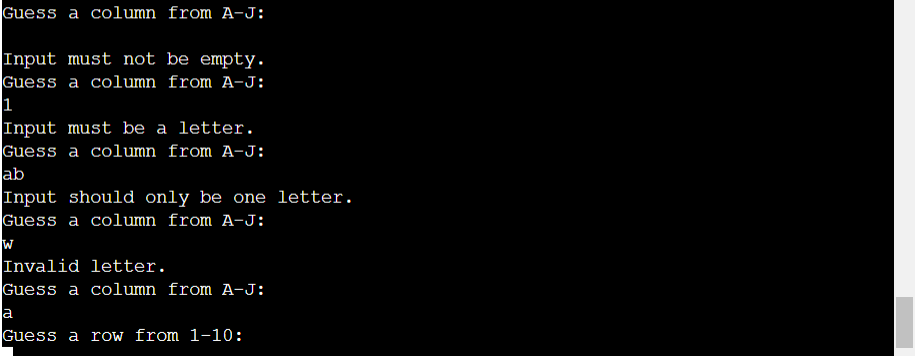 Guess a column from A-J:
Input must not be empty.
Guess a column from A-J:
1
Input must be a letter.
Guess a column from A-J:
ab
Input should only be one letter.
Guess a column from A-J:
w
Invalid letter.
Guess a column from A-J:
a
Guess a row from 1-10: